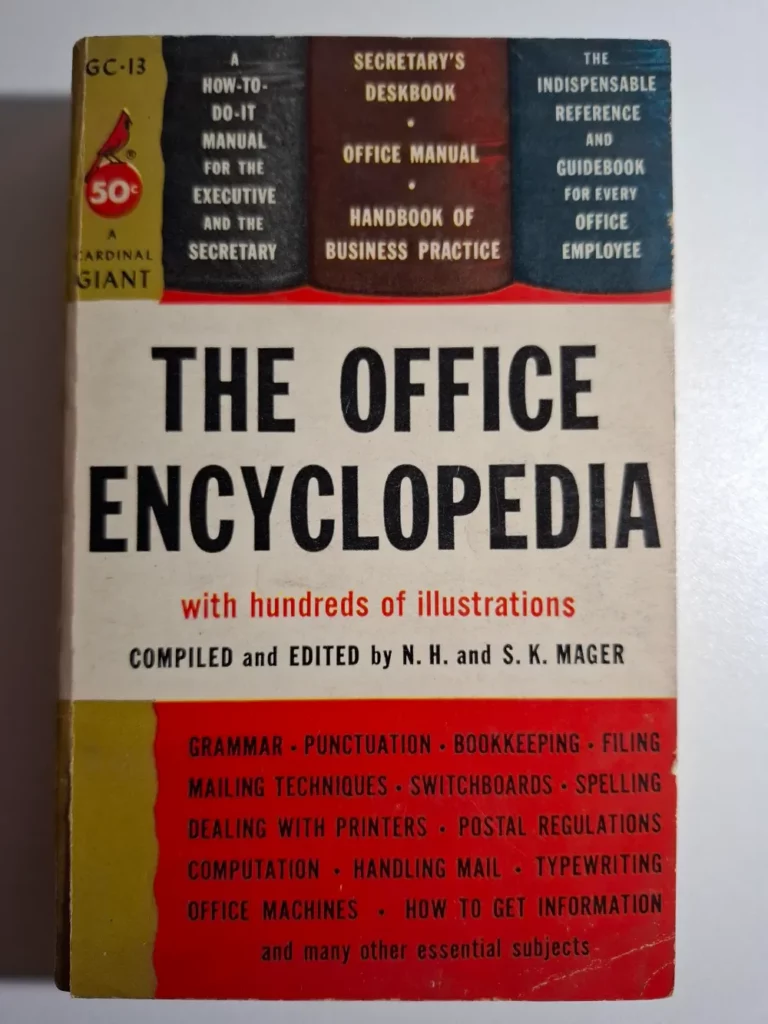 GC·13
50c
A
CARDINAL
GIANT
A
HOW-TO-
DO-IT
MANUAL
FOR THE
EXECUTIVE
AND THE
SECRETARY
SECRETARY'S
DESKBOOK
•
OFFICE MANUAL
•
HANDBOOK OF
BUSINESS PRACTICE
THE
INDISPENSABLE
REFERENCE
AND
GUIDEBOOK
FOR EVERY
OFFICE
EMPLOYEE
THE OFFICE
ENCYCLOPEDIA
with hundreds of illustrations
COMPILED and EDITED by N. H. and S. K. MAGER
GRAMMAR • PUNCTUATION • BOOKKEEPING • FILING
MAILING TECHNIQUES • SWITCHBOARDS • SPELLING
DEALING WITH PRINTERS • POSTAL REGULATIONS
COMPUTATION • HANDLING MAIL • TYPEWRITING
OFFICE MACHINES • HOW TO GET INFORMATION
and many other essential subjects